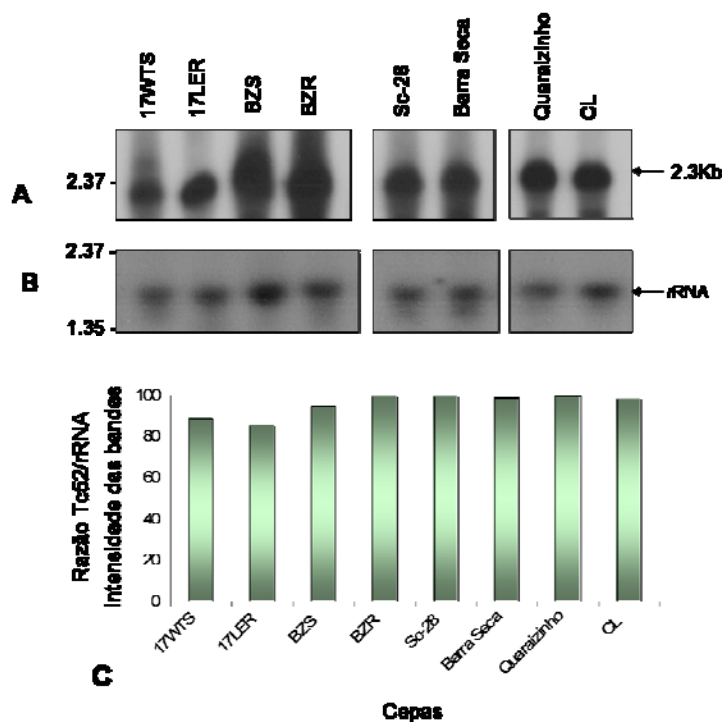 17WTS
17LER
BZS
BZR
Sc-28
Barra Seca
Quaraizinho
CL
2.37
2.3Kb
A
2.37
B
rRNA
1.35
Razão Tc52/rRNA
Intensidade das bandes
100
80
60
40
20
0
17WTS
17LER
BZS
BZR
Sc-28
Barra Seca
Quaraizinho
CL
C
Cepas